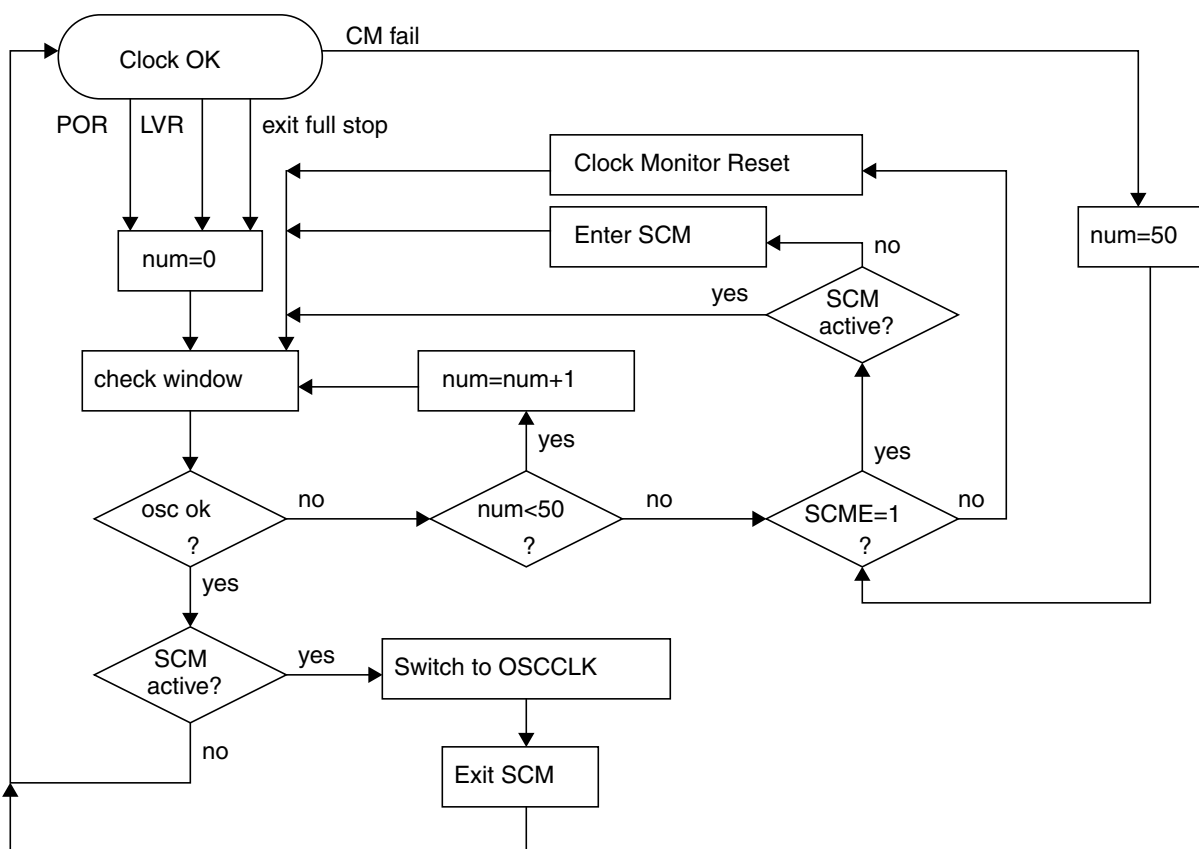 CM fail
Clock OK
POR
LVR
exit full stop
Clock Monitor Reset
Enter SCM
no
num=50
num=0
yes
SCM
active?
check window
num=num+1
yes
yes
osc ok
?
no
num<50
?
no
SCME=1
?
no
yes
SCM
active?
yes
Switch to OSCCLK
no
Exit SCM